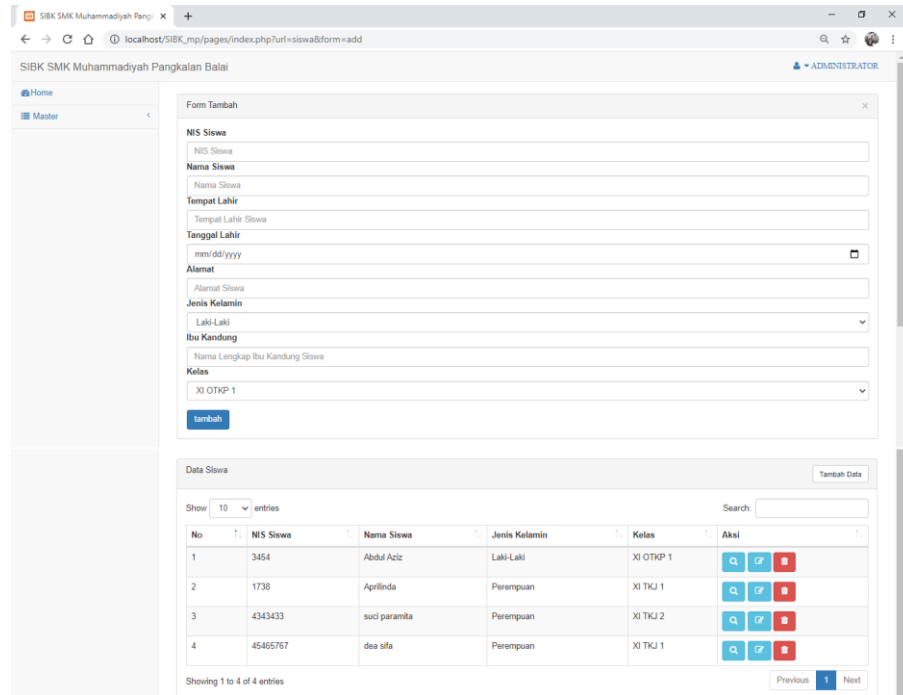 SIBK SMK Muhammadiyah Pangk
localhost/SIBK_mp/pages/index.php?url=siswa&form=add
SIBK SMK Muhammadiyah Pangkalan Balai
ADMINISTRATOR
Home
Master
Form Tambah
NIS Siswa
NIS Siswa
Nama Siswa
Nama Siswa
Tempat Lahir
Tempat Lahir Siswa
Tanggal Lahir
mm/dd/yyyy
Alamat
Alamat Siswa
Jenis Kelamin
Laki-Laki
Ibu Kandung
Nama Lengkap Ibu Kandung Siswa
Kelas
XI OTKP 1
tambah
Data Siswa
Tambah Data
Show 10 entries
Search:
No NIS Siswa Nama Siswa Jenis Kelamin Kelas Aksi
1 3454 Abdul Aziz Laki-Laki XI OTKP 1
2 1738 Aprilinda Perempuan XI TKJ 1
3 4343433 suci paramita Perempuan XI TKJ 2
4 45465767 dea sifa Perempuan XI TKJ 1
Showing 1 to 4 of 4 entries
Previous 1 Next